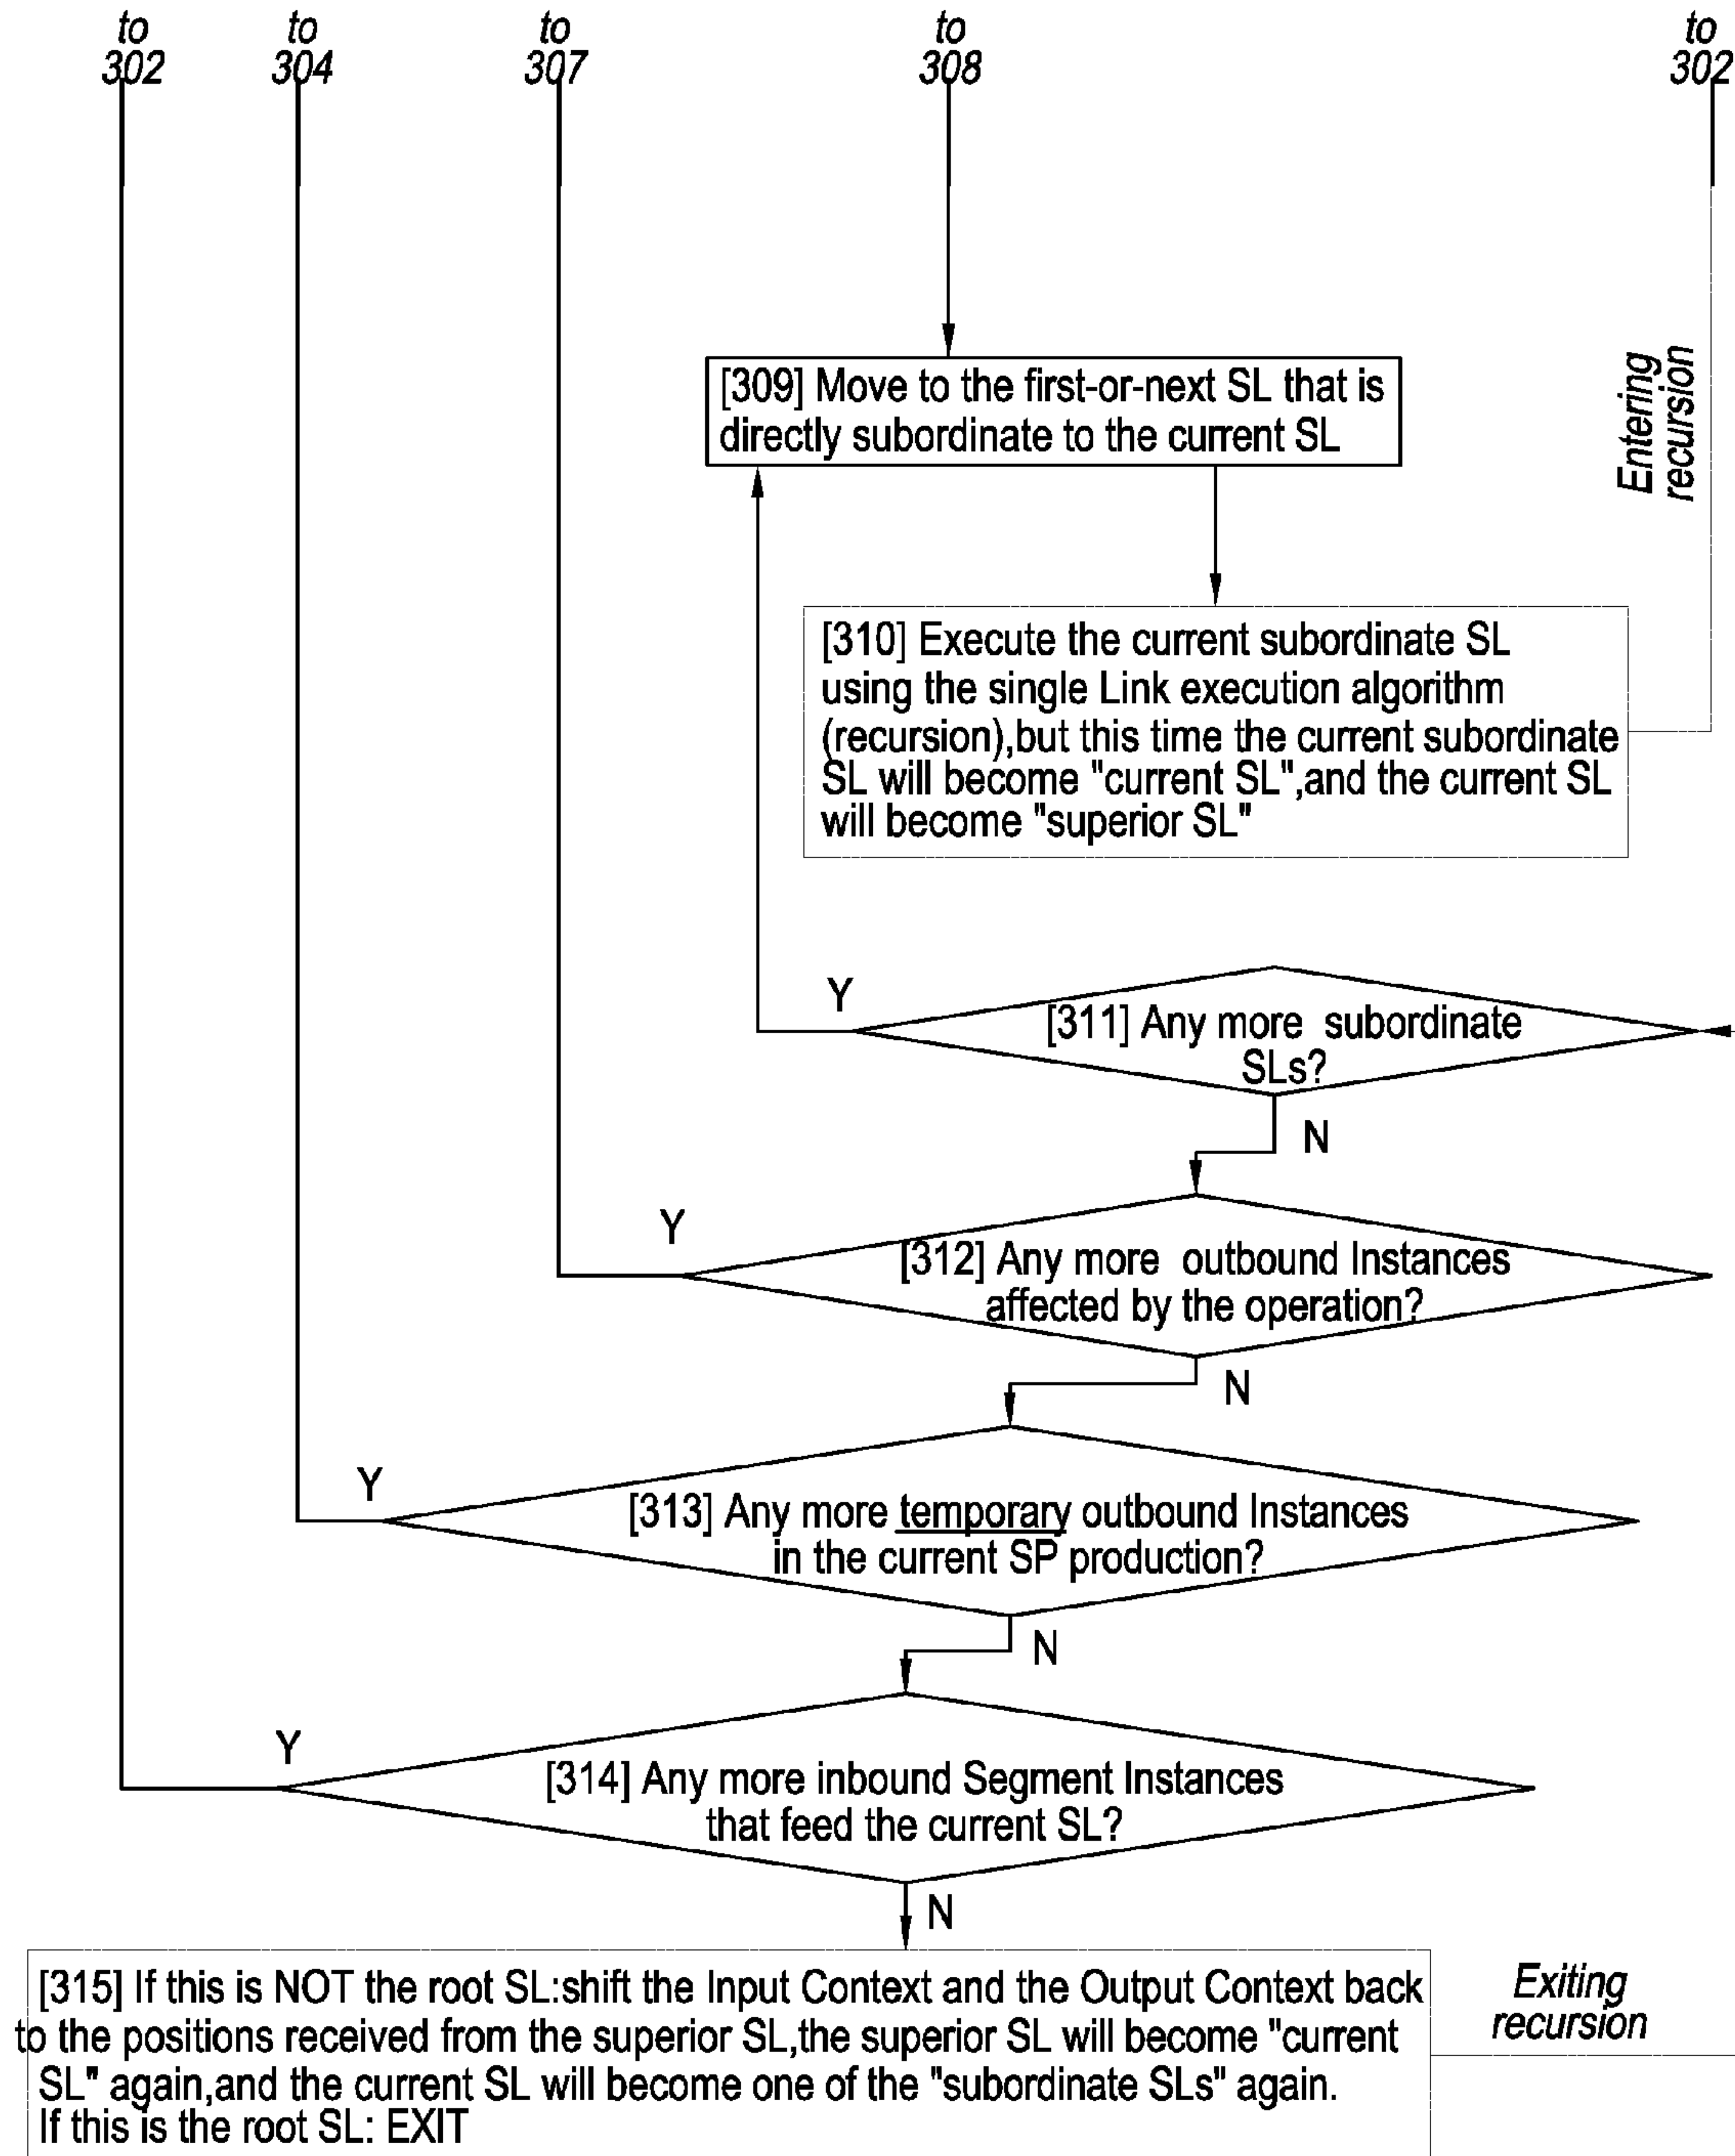 to
302
to
304
to
307
to
308
to
302
[309] Move to the first-or-next SL that is
directly subordinate to the current SL
Entering
recursion
[310] Execute the current subordinate SL
using the single Link execution algorithm
(recursion),but this time the current subordinate
SL will become "current SL",and the current SL
will become "superior SL"
Y
[311] Any more subordinate
SLs?
N
Y
[312] Any more outbound Instances
affected by the operation?
N
Y
[313] Any more temporary outbound Instances
in the current SP production?
N
Y
[314] Any more inbound Segment Instances
that feed the current SL?
N
[315] If this is NOT the root SL:shift the Input Context and the Output Context back
to the positions received from the superior SL,the superior SL will become "current
SL" again,and the current SL will become one of the "subordinate SLs" again.
If this is the root SL: EXIT
Exiting
recursion